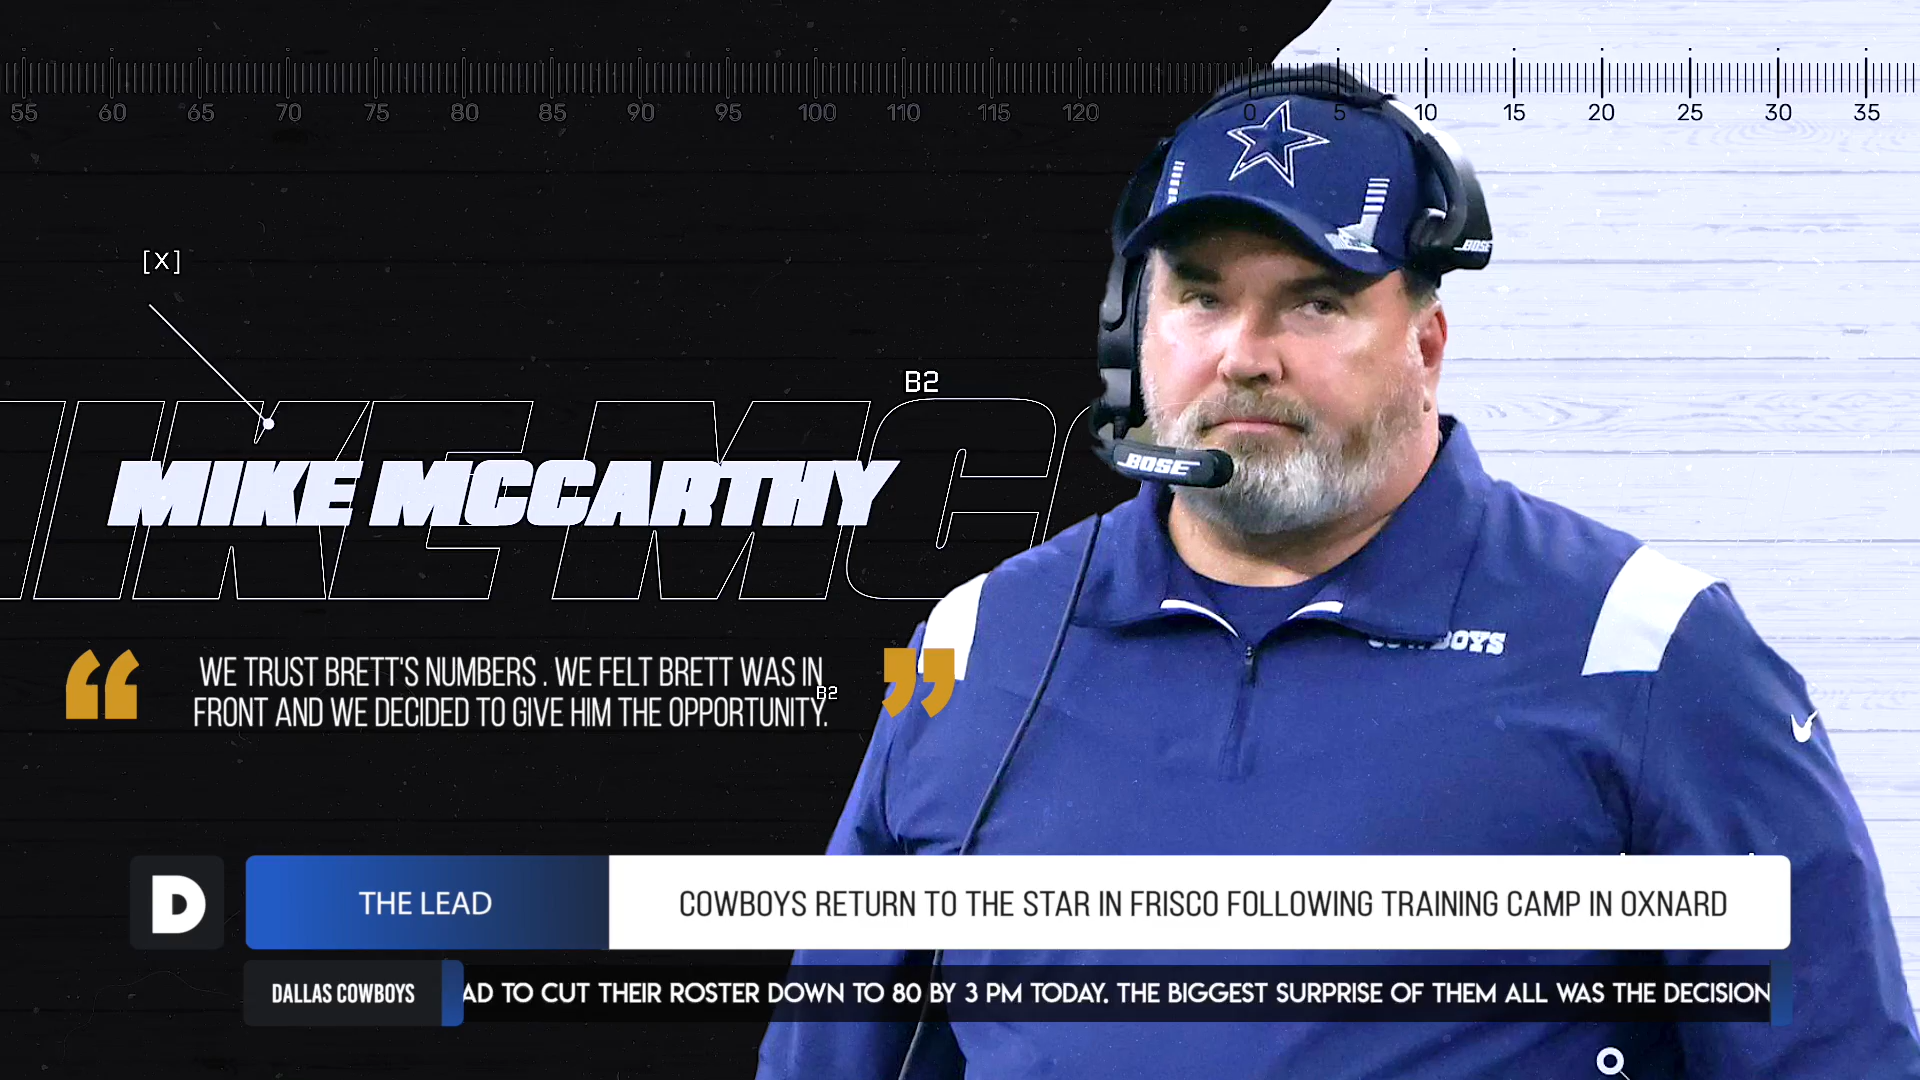 55 60 65 70 75 80 85 90 95 100 110 115 120 0 5 10 15 20 25 30 35
[X]
B2
MIKE MCCARTHY
WE TRUST BRETT'S NUMBERS . WE FELT BRETT WAS IN
FRONT AND WE DECIDED TO GIVE HIM THE OPPORTUNITY.
B2
BOSE
BOSE
COWBOYS
D
THE LEAD
COWBOYS RETURN TO THE STAR IN FRISCO FOLLOWING TRAINING CAMP IN OXNARD
DALLAS COWBOYS
AD TO CUT THEIR ROSTER DOWN TO 80 BY 3 PM TODAY. THE BIGGEST SURPRISE OF THEM ALL WAS THE DECISION